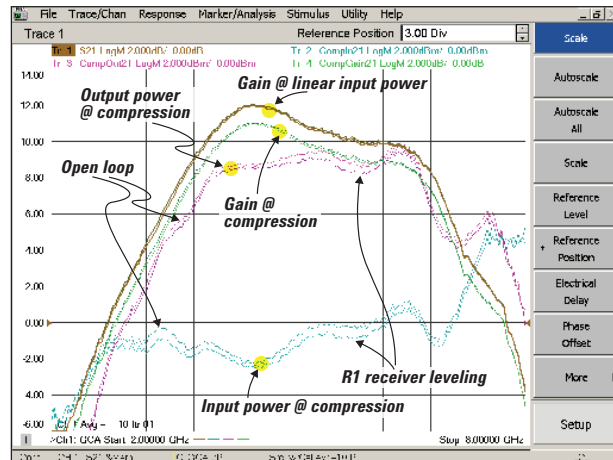 File Trace/Chan Response Marker/Analysis Stimulus Utility Help
Trace 1
Reference Position 3.00 Div
Scale
Tr 1 S21 LogM 2.000dB/ 0.00dB
Tr 2 CompIn21 LogM 2.000dBm/ 0.00dBm
Tr 3 CompOut21 LogM 2.000dBm/ 0.00dBm
Tr 4 CompGain21 LogM 2.000dB/ 0.00dB
14.00
12.00
10.00
8.00
6.00
4.00
2.00
0.00
2.00
4.00
-6.00
Gain @ linear input power
Output power
@ compression
Open loop
Gain @
compression
R1 receiver leveling
Input power @ compression
Autoscale
Autoscale
All
Scale
Reference
Level
Reference
Position
Electrical
Delay
Phase
Offset
More
Setup
1
>Ch1: GCA Start 2.00000 GHz
Stop 8.00000 GHz